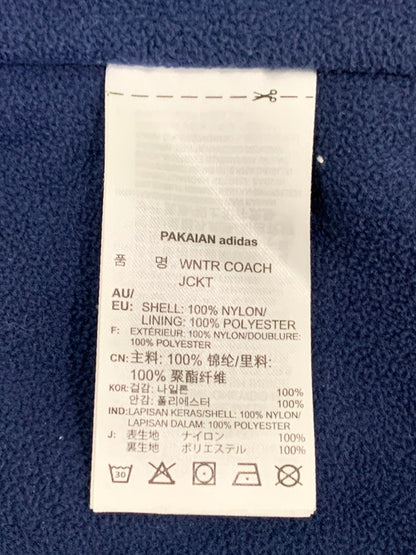 PAKAIAN adidas
품 명 WNTR COACH
JCKT
AU/
EU: SHELL: 100% NYLON/
LINING: 100% POLYESTER
F: EXTÉRIEUR: 100% NYLON/DOUBLURE:
100% POLYESTER
CN: 主料: 100% 锦纶/里料:
100% 聚酯纤维
KOR: 겉감: 나일론 100%
안감: 폴리에스터 100%
IND: LAPISAN KERAS/SHELL: 100% NYLON/
LAPISAN DALAM: 100% POLYESTER
J: 表生地 ナイロン 100%
裏生地 ポリエステル 100%
30